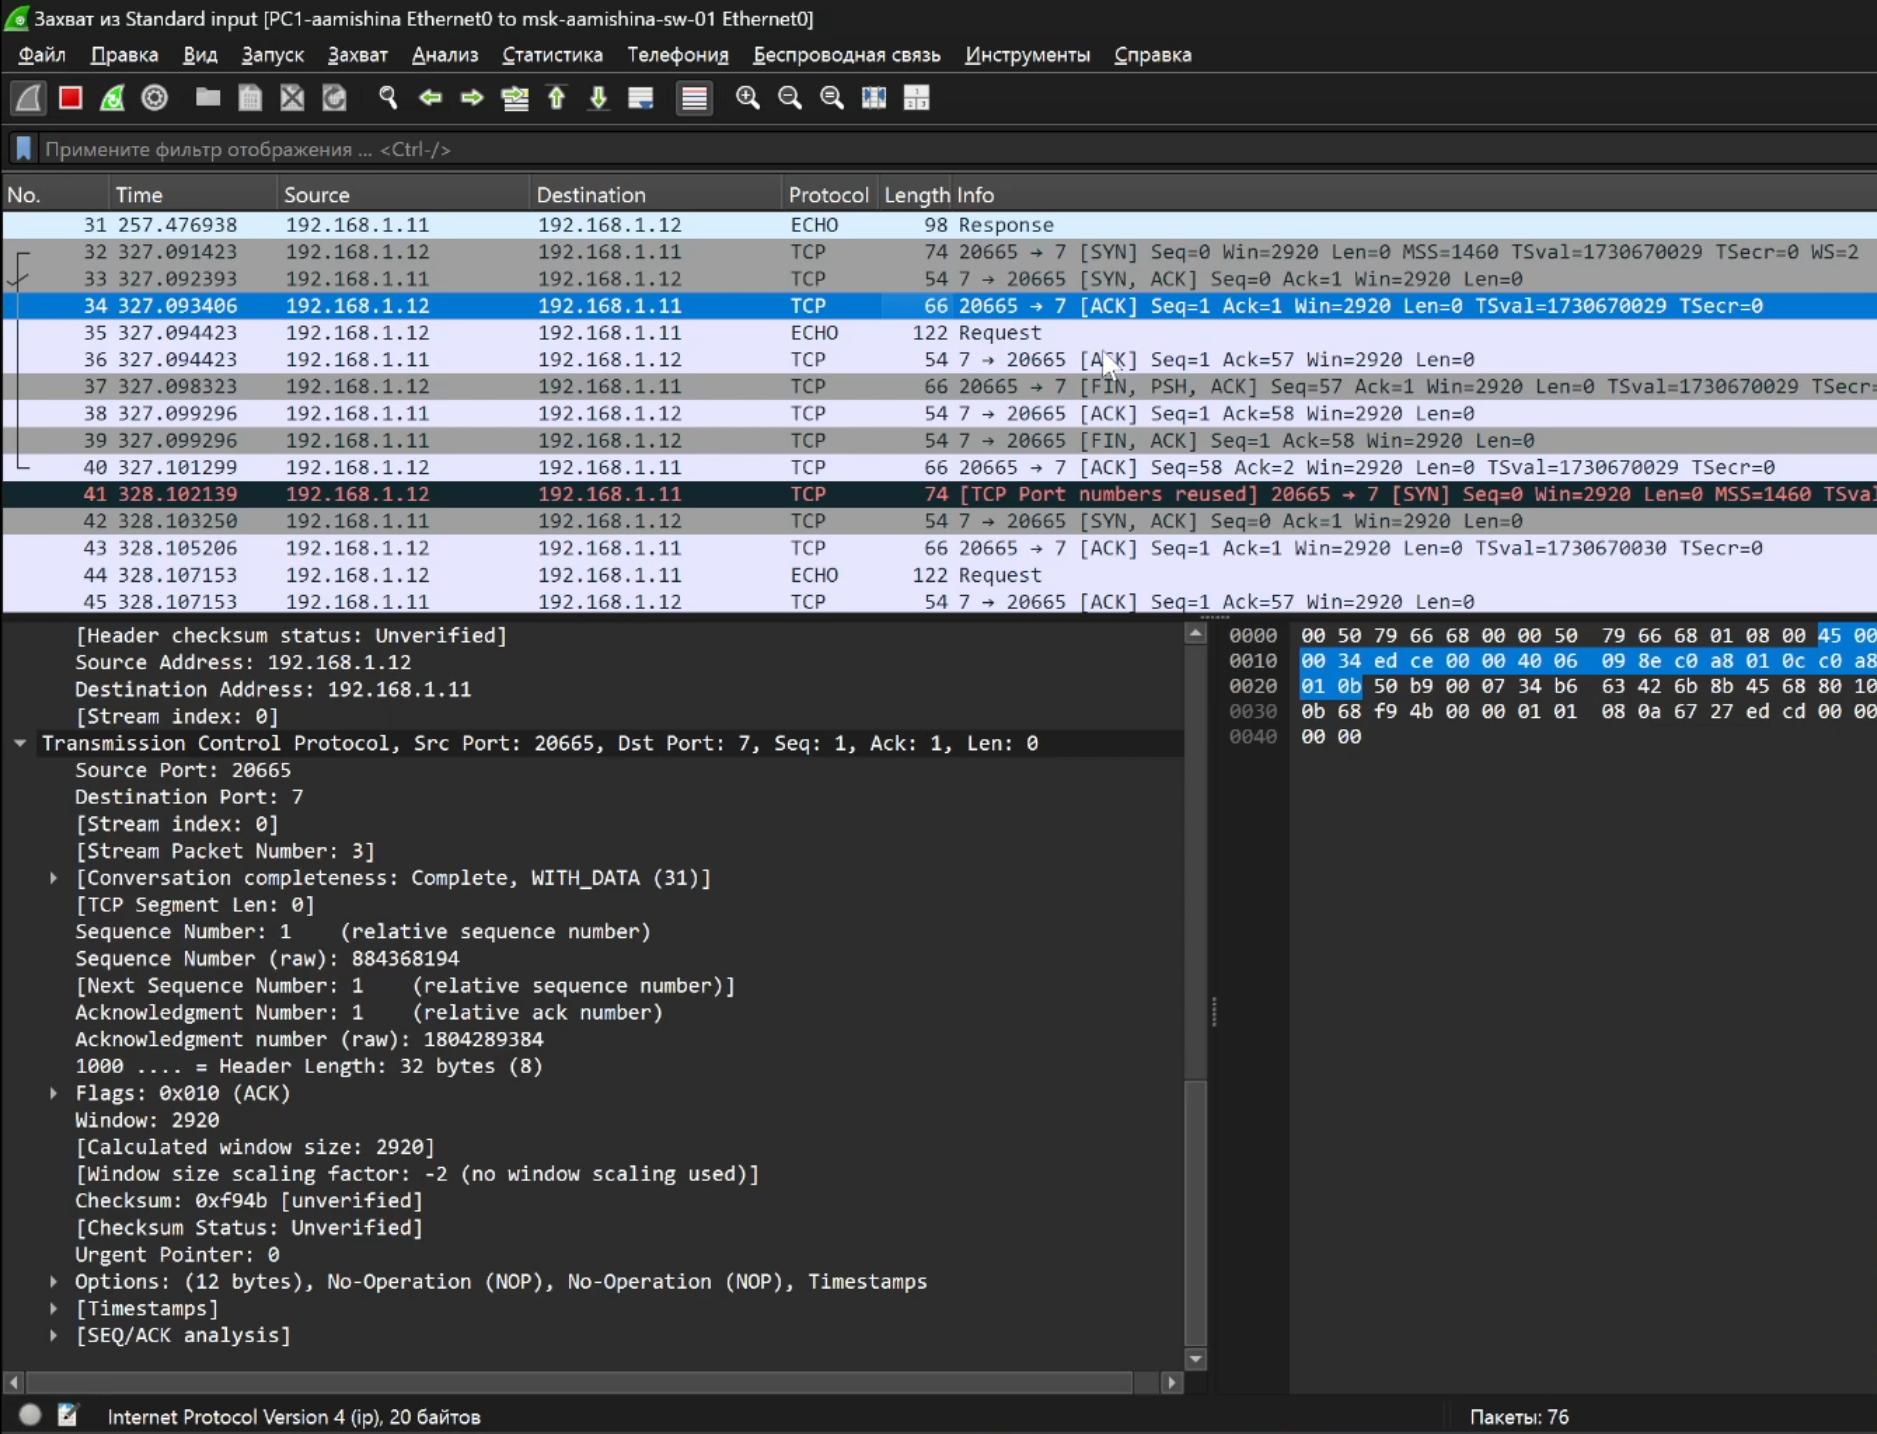 Захват из Standard input [PC1-aamishina Ethernet0 to msk-aamishina-sw-01 Ethernet0]
Файл Правка Вид Запуск Захват Анализ Статистика Телефония Беспроводная связь Инструменты Справка
Примените фильтр отображения ... <Ctrl-/>
No. Time Source Destination Protocol Length Info
31 257.476938 192.168.1.11 192.168.1.12 ECHO 98 Response
32 327.091423 192.168.1.12 192.168.1.11 TCP 74 20665 → 7 [SYN] Seq=0 Win=2920 Len=0 MSS=1460 TSval=1730670029 TSecr=0 WS=2
33 327.092393 192.168.1.11 192.168.1.12 TCP 54 7 → 20665 [SYN, ACK] Seq=0 Ack=1 Win=2920 Len=0
34 327.093406 192.168.1.12 192.168.1.11 TCP 66 20665 → 7 [ACK] Seq=1 Ack=1 Win=2920 Len=0 TSval=1730670029 TSecr=0
35 327.094423 192.168.1.12 192.168.1.11 ECHO 122 Request
36 327.094423 192.168.1.11 192.168.1.12 TCP 54 7 → 20665 [ACK] Seq=1 Ack=57 Win=2920 Len=0
37 327.098323 192.168.1.12 192.168.1.11 TCP 66 20665 → 7 [FIN, PSH, ACK] Seq=57 Ack=1 Win=2920 Len=0 TSval=1730670029 TSecr=
38 327.099296 192.168.1.11 192.168.1.12 TCP 54 7 → 20665 [ACK] Seq=1 Ack=58 Win=2920 Len=0
39 327.099296 192.168.1.11 192.168.1.12 TCP 54 7 → 20665 [FIN, ACK] Seq=1 Ack=58 Win=2920 Len=0
40 327.101299 192.168.1.12 192.168.1.11 TCP 66 20665 → 7 [ACK] Seq=58 Ack=2 Win=2920 Len=0 TSval=1730670029 TSecr=0
41 328.102139 192.168.1.12 192.168.1.11 TCP 74 [TCP Port numbers reused] 20665 → 7 [SYN] Seq=0 Win=2920 Len=0 MSS=1460 TSval
42 328.103250 192.168.1.11 192.168.1.12 TCP 54 7 → 20665 [SYN, ACK] Seq=0 Ack=1 Win=2920 Len=0
43 328.105206 192.168.1.12 192.168.1.11 TCP 66 20665 → 7 [ACK] Seq=1 Ack=1 Win=2920 Len=0 TSval=1730670030 TSecr=0
44 328.107153 192.168.1.12 192.168.1.11 ECHO 122 Request
45 328.107153 192.168.1.11 192.168.1.12 TCP 54 7 → 20665 [ACK] Seq=1 Ack=57 Win=2920 Len=0
[Header checksum status: Unverified]
Source Address: 192.168.1.12
Destination Address: 192.168.1.11
[Stream index: 0]
Transmission Control Protocol, Src Port: 20665, Dst Port: 7, Seq: 1, Ack: 1, Len: 0
Source Port: 20665
Destination Port: 7
[Stream index: 0]
[Stream Packet Number: 3]
[Conversation completeness: Complete, WITH_DATA (31)]
[TCP Segment Len: 0]
Sequence Number: 1 (relative sequence number)
Sequence Number (raw): 884368194
[Next Sequence Number: 1 (relative sequence number)]
Acknowledgment Number: 1 (relative ack number)
Acknowledgment number (raw): 1804289384
1000 .... = Header Length: 32 bytes (8)
Flags: 0x010 (ACK)
Window: 2920
[Calculated window size: 2920]
[Window size scaling factor: -2 (no window scaling used)]
Checksum: 0xf94b [unverified]
[Checksum Status: Unverified]
Urgent Pointer: 0
Options: (12 bytes), No-Operation (NOP), No-Operation (NOP), Timestamps
[Timestamps]
[SEQ/ACK analysis]
0000 00 50 79 66 68 00 00 50 79 66 68 01 08 00 45 00
0010 00 34 ed ce 00 00 40 06 09 8e c0 a8 01 0c c0 a8
0020 01 0b 50 b9 00 07 34 b6 63 42 6b 8b 45 68 80 10
0030 0b 68 f9 4b 00 00 01 01 08 0a 67 27 ed cd 00 00
0040 00 00
Internet Protocol Version 4 (ip), 20 байтов
Пакеты: 76